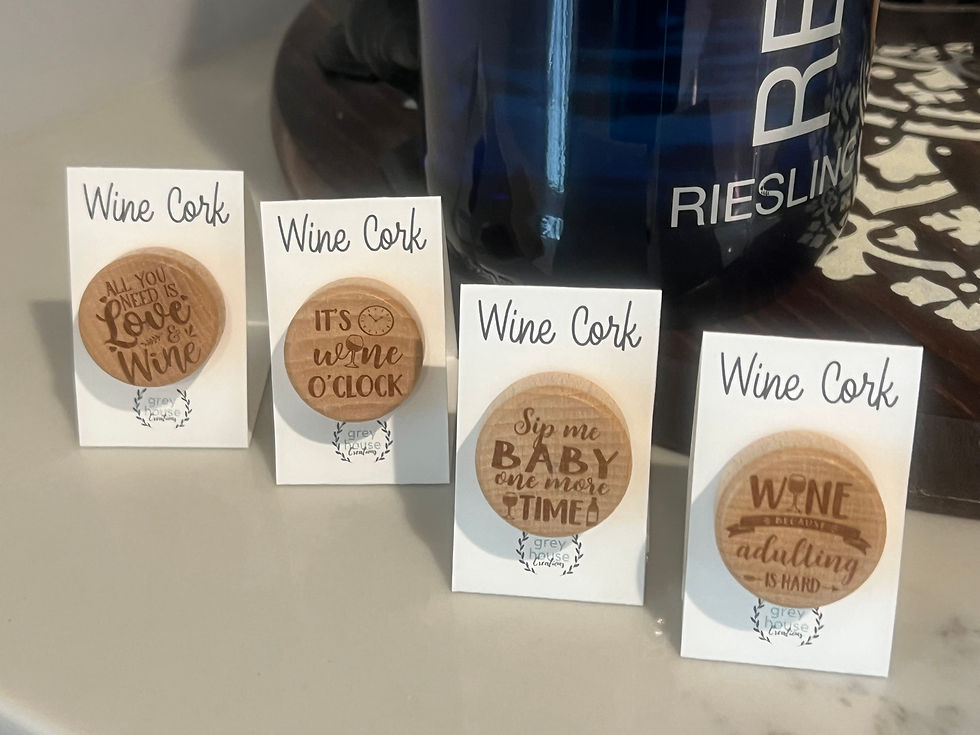 Wine Cork
ALL YOU
NEED IS
Love
&
Wine
grey
house
Creations
Wine Cork
IT'S
wine
O'CLOCK
grey
house
Creations
Wine Cork
Sip me
BABY
one more
TIME
grey
house
Creations
Wine Cork
WINE
BECAUSE
adulting
IS HARD
grey
house
Creations
RE
RIESLING